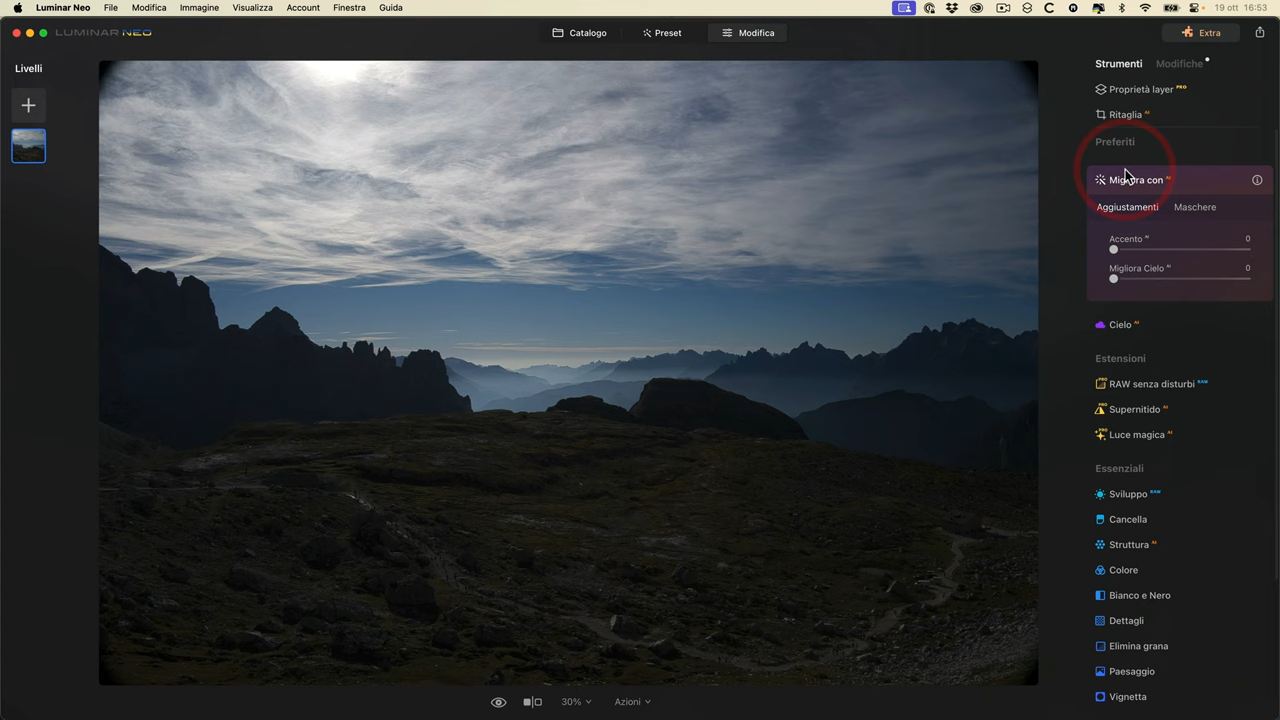 Luminar Neo File Modifica Immagine Visualizza Account Finestra Guida 19 ott 16:53
LUMINAR NEO Catalogo Preset Modifica Extra
Livelli
Strumenti Modifiche
Proprietà layer PRO
Ritaglia AI
Preferiti
Migliora con AI
Aggiustamenti Maschere
Accento AI 0
Migliora Cielo AI 0
Cielo AI
Estensioni
PRO RAW senza disturbi RAW
PRO Supernitido AI
PRO Luce magica AI
Essenziali
Sviluppo RAW
Cancella
Struttura AI
Colore
Bianco e Nero
Dettagli
Elimina grana
Paesaggio
Vignetta
30% Azioni